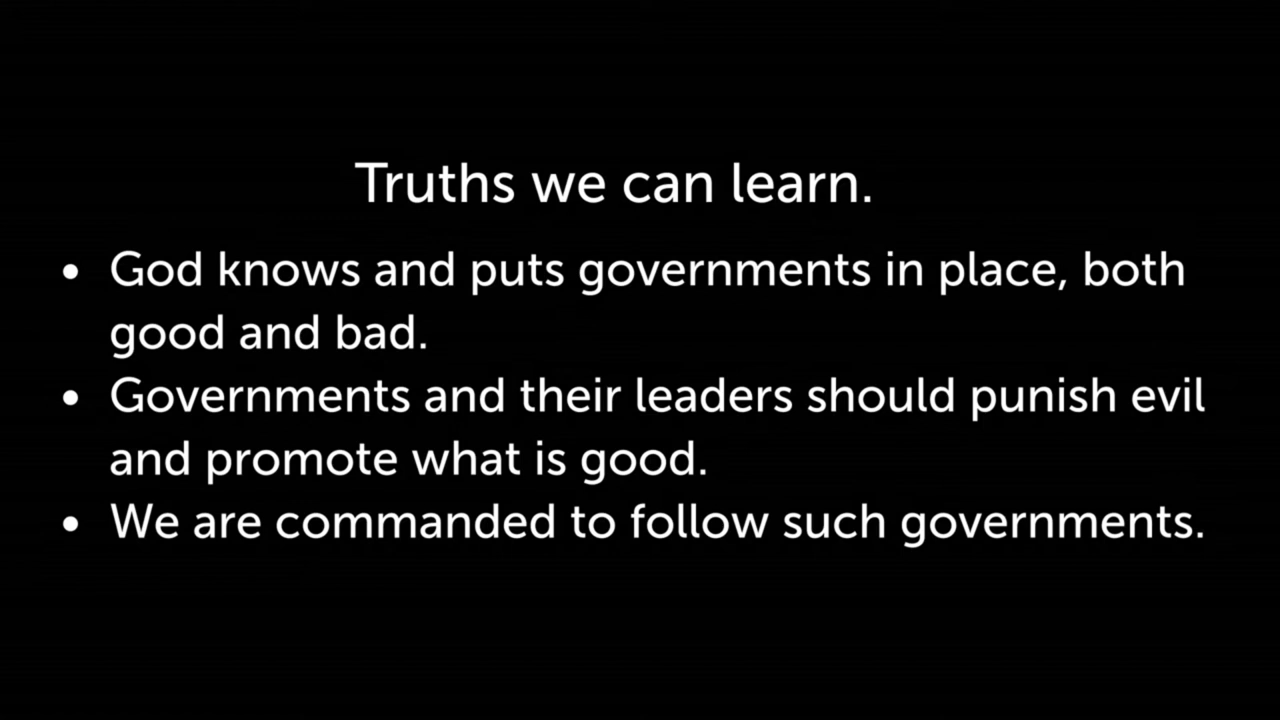 Truths we can learn.
• God knows and puts governments in place, both
good and bad.
• Governments and their leaders should punish evil
and promote what is good.
• We are commanded to follow such governments.